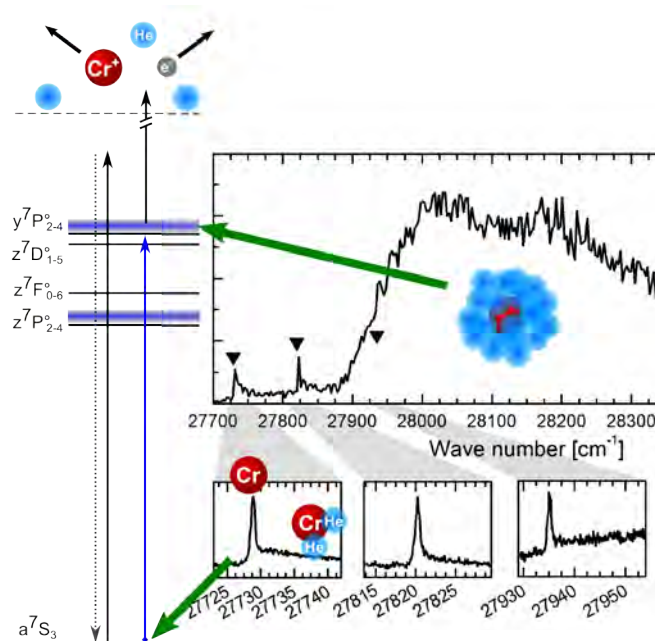 He
Cr⁺
e⁻
y⁷P°₂₋₄
z⁷D°₁₋₅
z⁷F°₀₋₆
z⁷P°₂₋₄
a⁷S₃
27700 27800 27900 28000 28100 28200 28300
Wave number [cm⁻¹]
Cr
Cr He
He
27725 27730 27735 27740
27815 27820 27825
27930 27940 27950